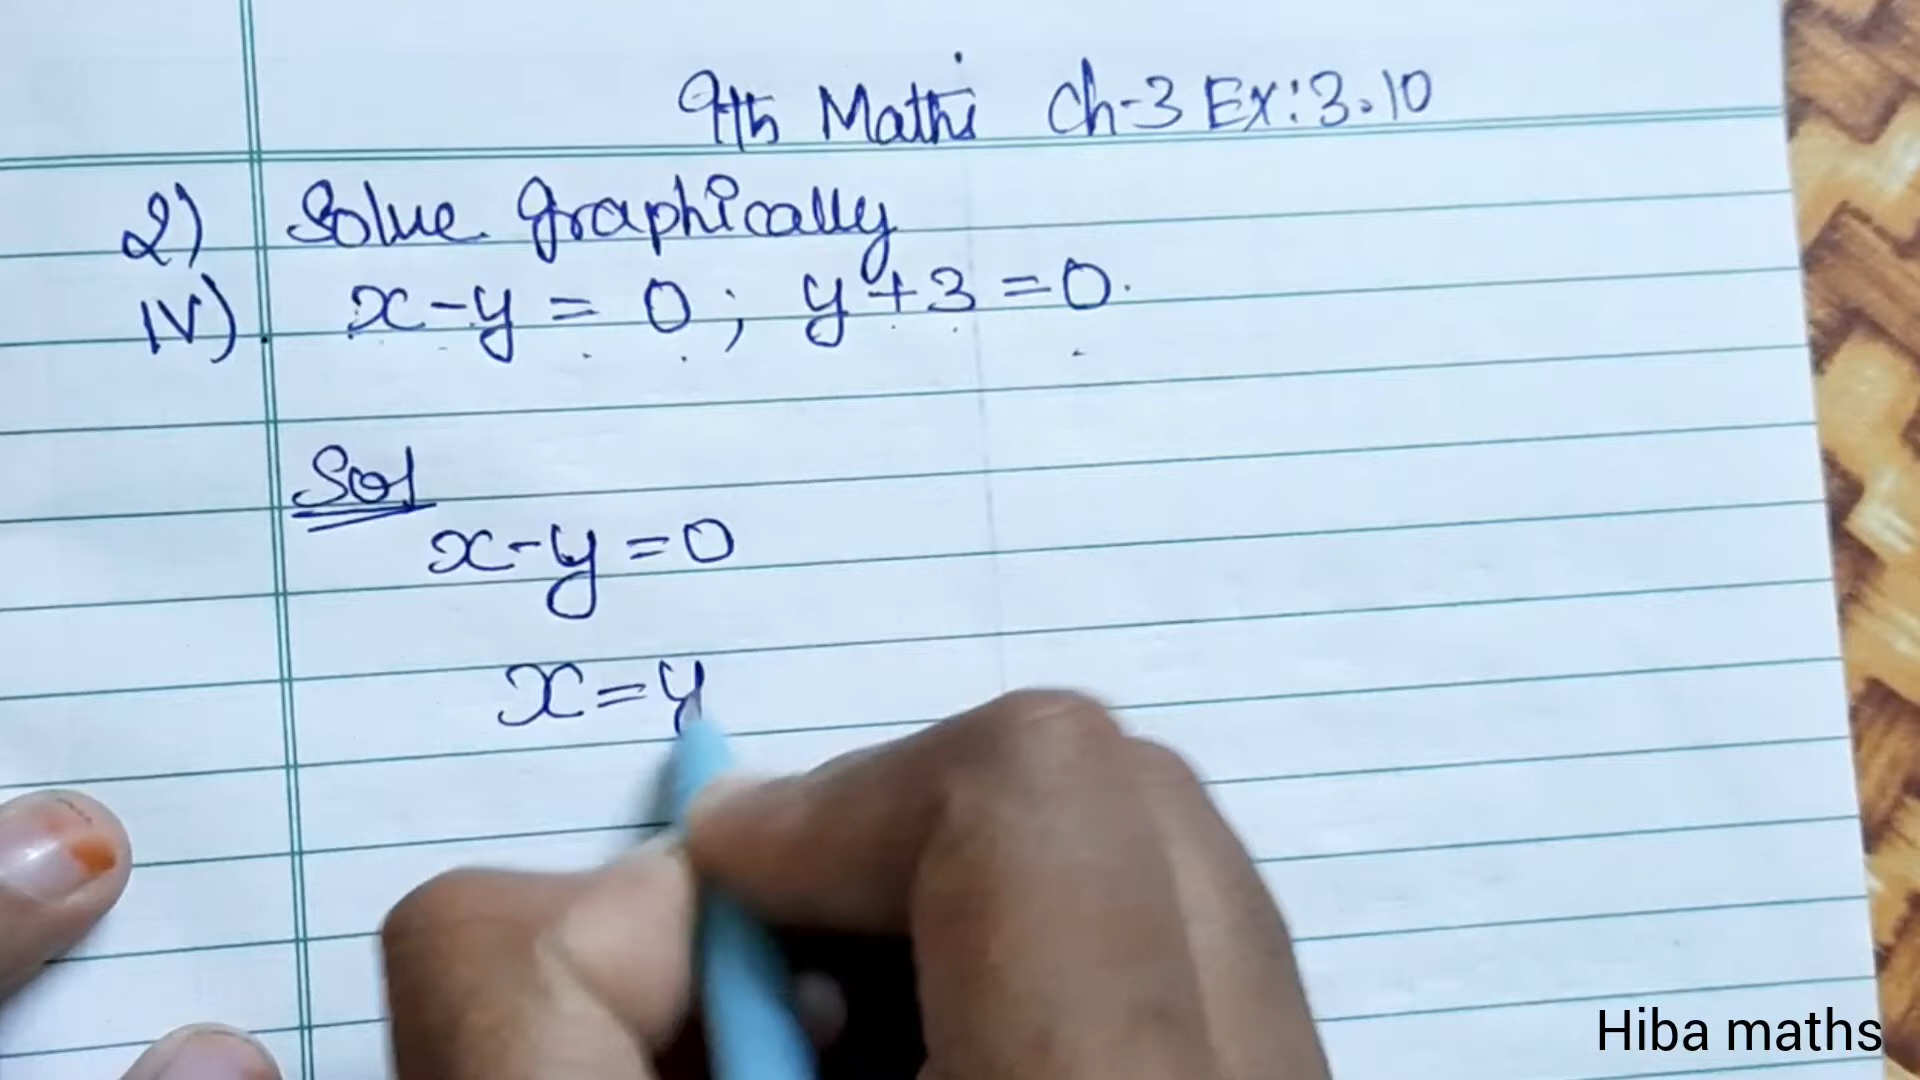 9th Maths Ch-3 Ex:3.10
2) Solve graphically
IV) x-y = 0 ; y+3=0.
Sol
x-y=0
x=y
Hiba maths